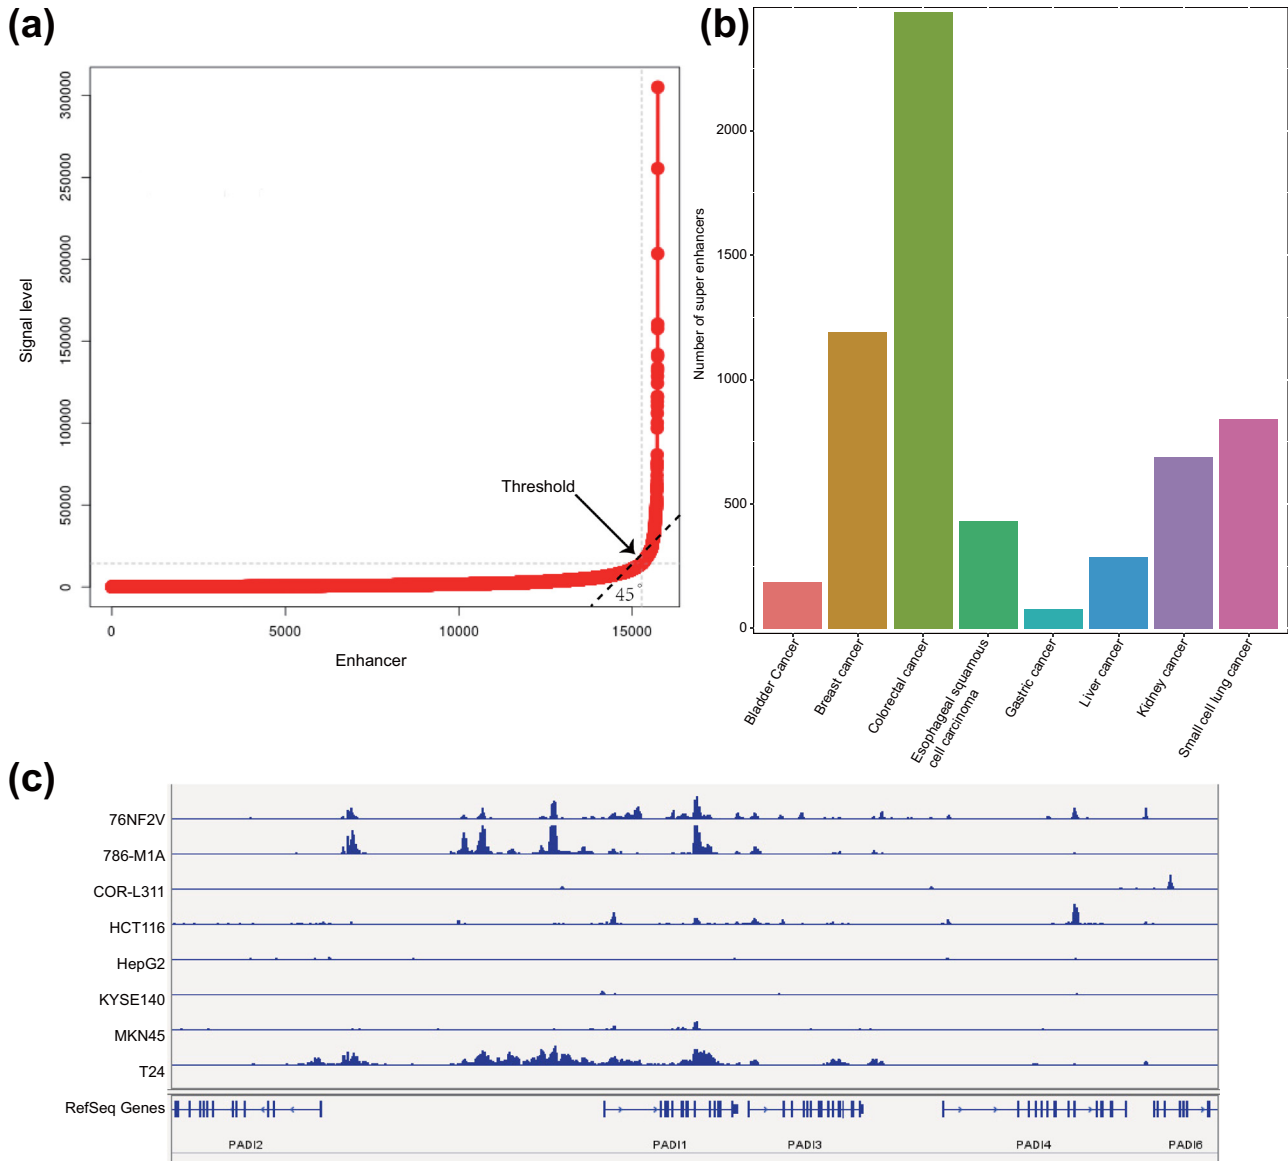 (a)
300000
250000
200000
150000
100000
50000
0
Signal level
Threshold
45°
0
5000
10000
15000
Enhancer
(b)
2000
1500
1000
500
0
Number of super enhancers
Bladder Cancer
Breast cancer
Colorectal cancer
Esophageal squamous
cell carcinoma
Gastric cancer
Liver cancer
Kidney cancer
Small cell lung cancer
(c)
76NF2V
786-M1A
COR-L311
HCT116
HepG2
KYSE140
MKN45
T24
RefSeq Genes
PADI2
PADI1
PADI3
PADI4
PADI6